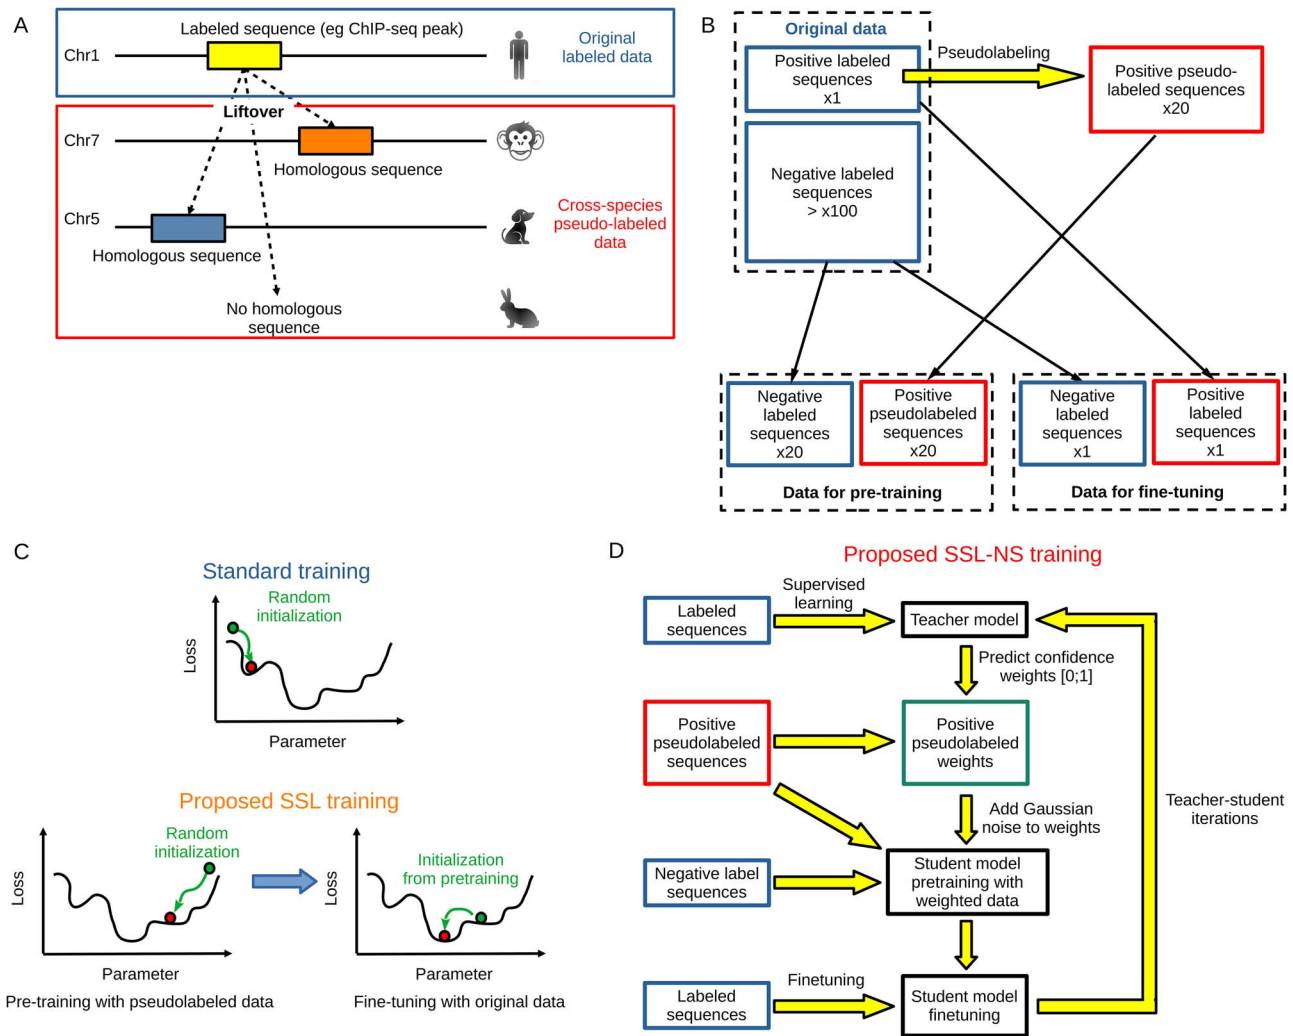 A
Labeled sequence (eg ChIP-seq peak)
Chr1
Original
labeled data
Liftover
Chr7
Homologous sequence
Chr5
Cross-species
pseudo-labeled
data
Homologous sequence
No homologous
sequence
B
Original data
Positive labeled
sequences
x1
Pseudolabeling
Positive pseudo-
labeled sequences
x20
Negative labeled
sequences
> x100
Negative
labeled
sequences
x20
Positive
pseudolabeled
sequences
x20
Negative
labeled
sequences
x1
Positive
labeled
sequences
x1
Data for pre-training
Data for fine-tuning
C
Standard training
Random
initialization
Loss
Parameter
Proposed SSL training
Random
initialization
Loss
Parameter
Pre-training with pseudolabeled data
Initialization
from pretraining
Loss
Parameter
Fine-tuning with original data
D
Proposed SSL-NS training
Labeled
sequences
Supervised
learning
Teacher model
Predict confidence
weights [0;1]
Positive
pseudolabeled
sequences
Positive
pseudolabeled
weights
Add Gaussian
noise to weights
Teacher-student
iterations
Negative label
sequences
Student model
pretraining with
weighted data
Labeled
sequences
Finetuning
Student model
finetuning